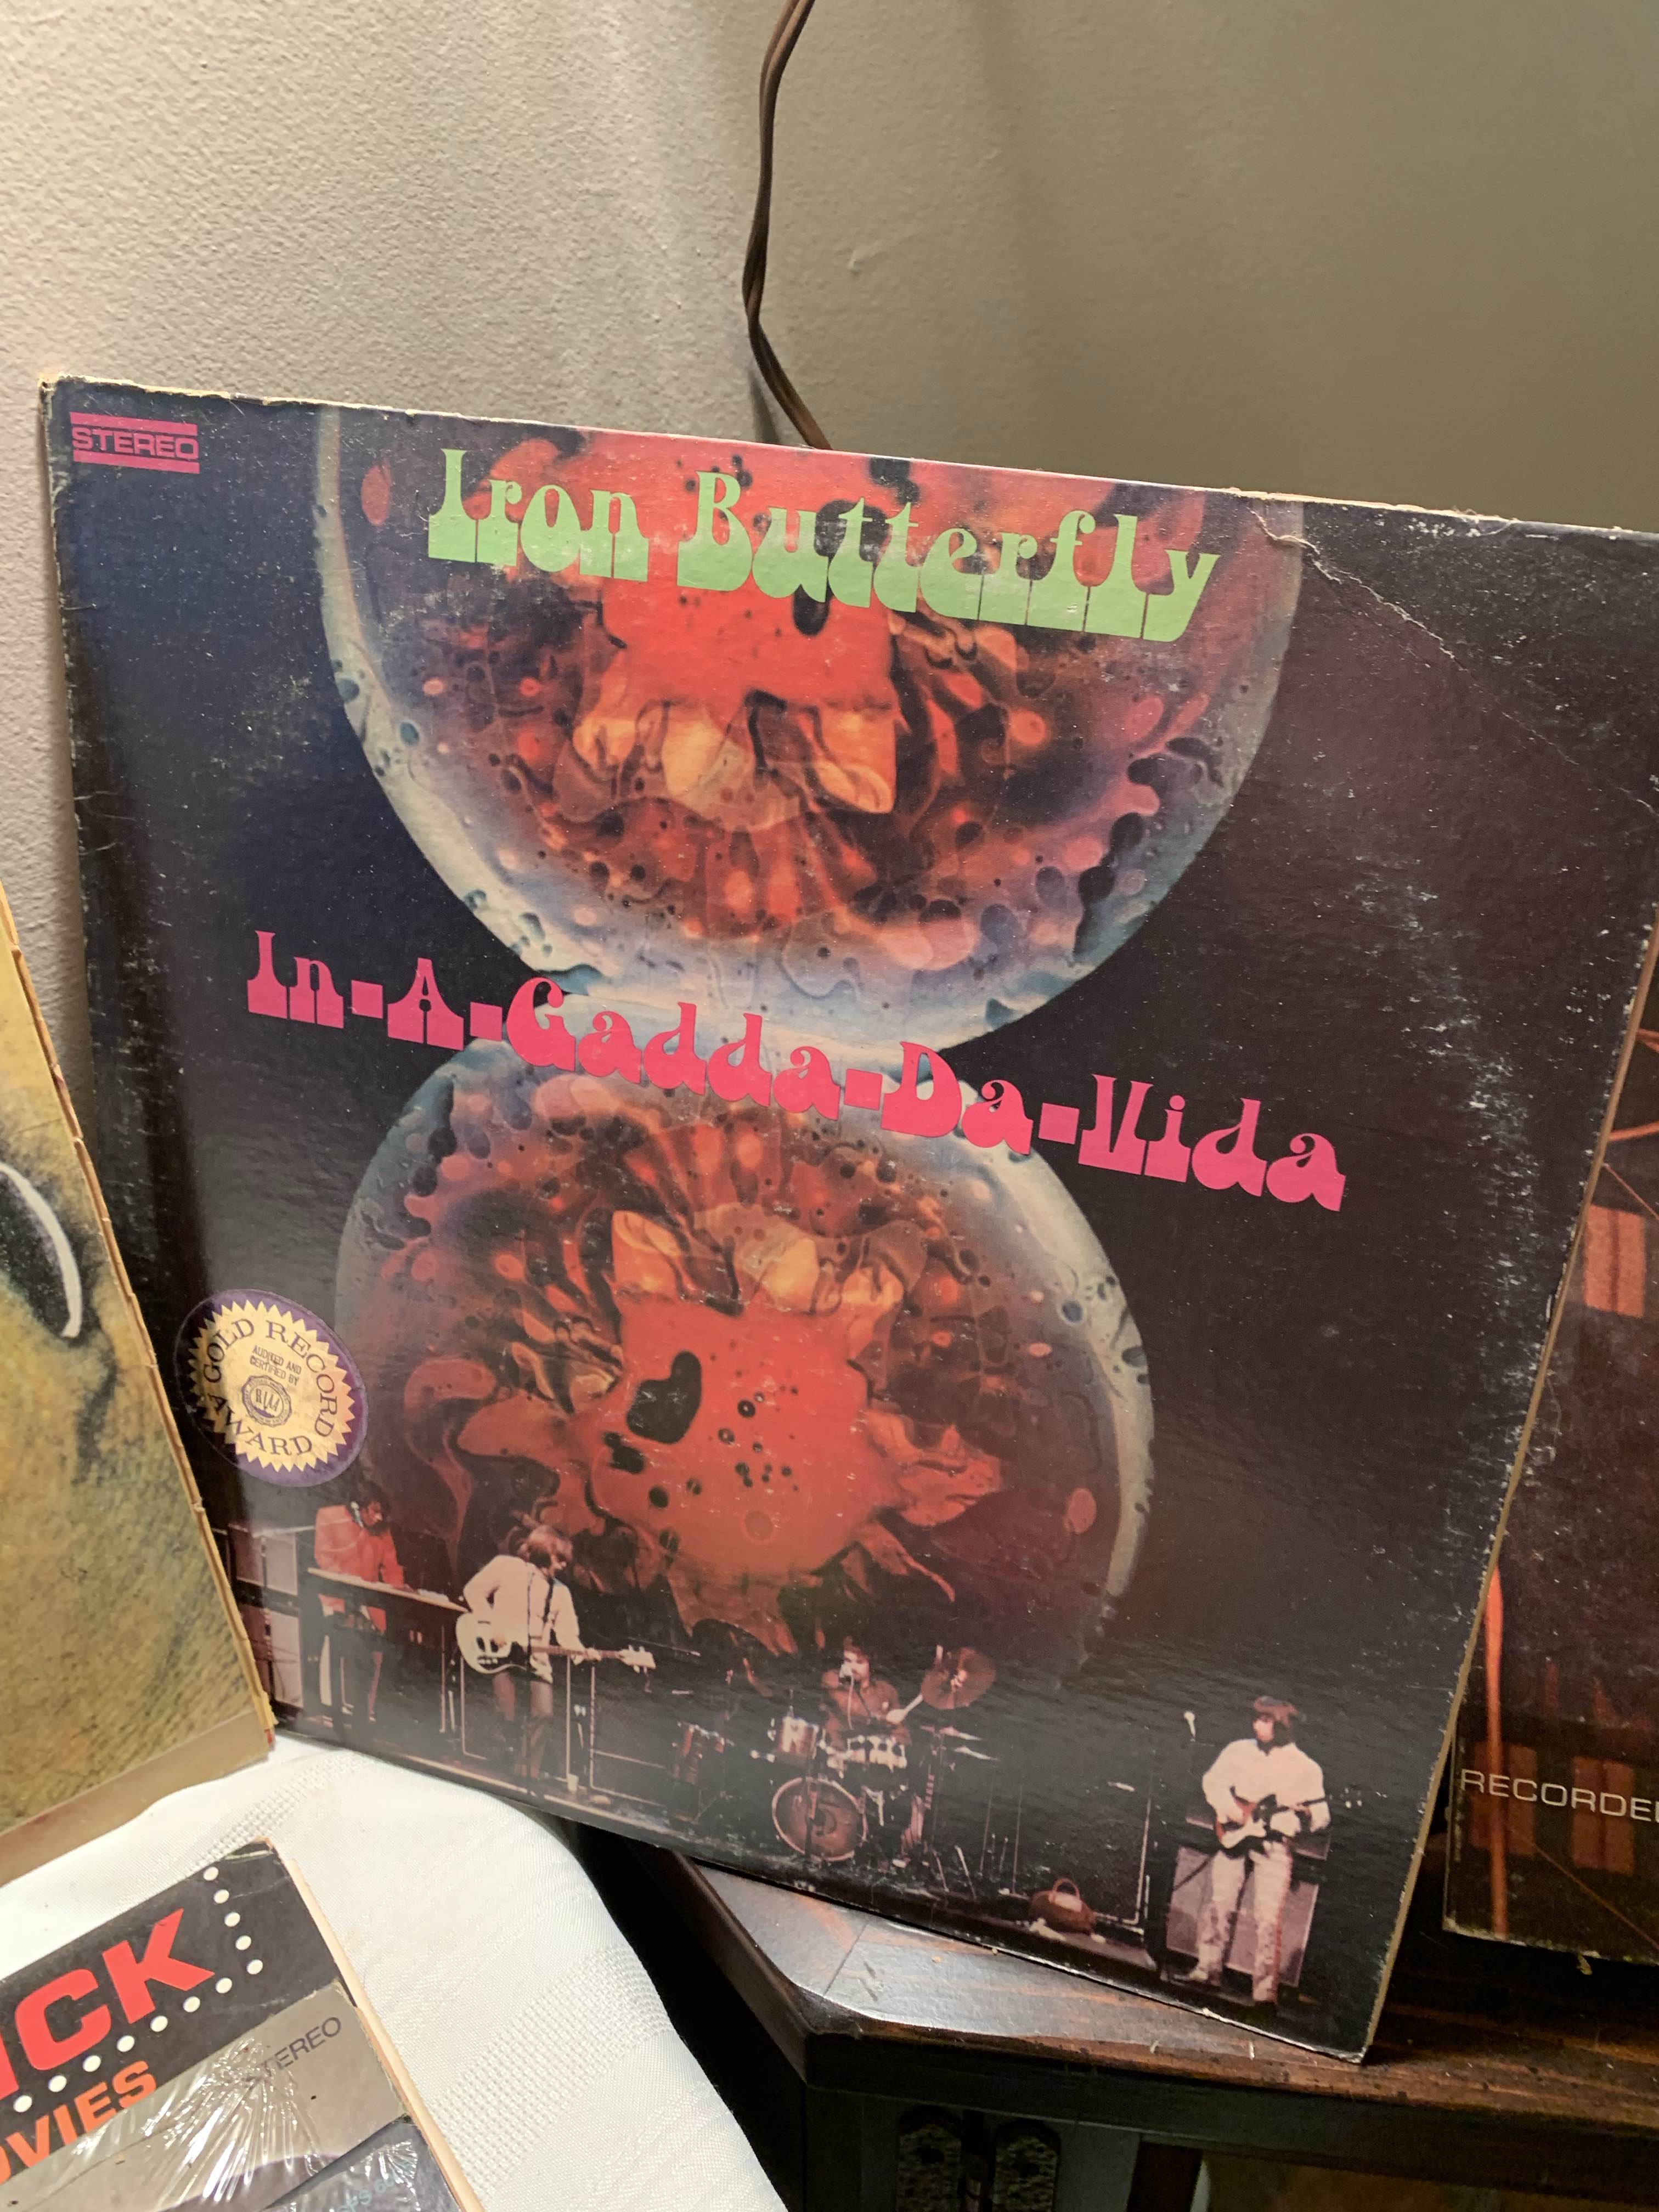 STEREO
Iron Butterfly
In-A-Gadda-Da-Vida
GOLD RECORD
AUDITED AND
CERTIFIED BY
RIAA
AWARD
RECORDE
ICK
STEREO
OVIES